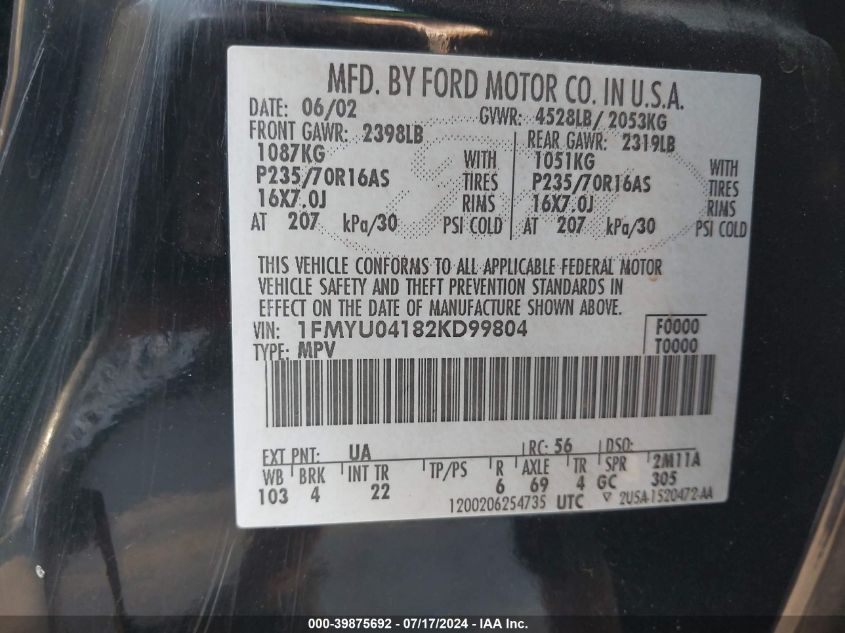 MFD. BY FORD MOTOR CO. IN U.S.A.
DATE: 06/02 GVWR: 4528LB/ 2053KG
FRONT GAWR: 2398LB REAR GAWR: 2319LB
1087KG WITH 1051KG WITH
P235/70R16AS TIRES P235/70R16AS TIRES
16X7.0J RIMS 16X7.0J RIMS
AT 207 kPa/30 PSI COLD AT 207 kPa/30 PSI COLD
THIS VEHICLE CONFORMS TO ALL APPLICABLE FEDERAL MOTOR
VEHICLE SAFETY AND THEFT PREVENTION STANDARDS IN
EFFECT ON THE DATE OF MANUFACTURE SHOWN ABOVE.
VIN: 1FMYU04182KD99804 F0000
TYPE: MPV T0000
EXT PNT: UA RC: 56 DSO:
WB BRK INT TR TP/PS R AXLE TR SPR 2M11A
103 4 22 6 69 4 GC 305
1200206254735 UTC 2U5A-1520472-AA
000-39875692 - 07/17/2024 - IAA Inc.